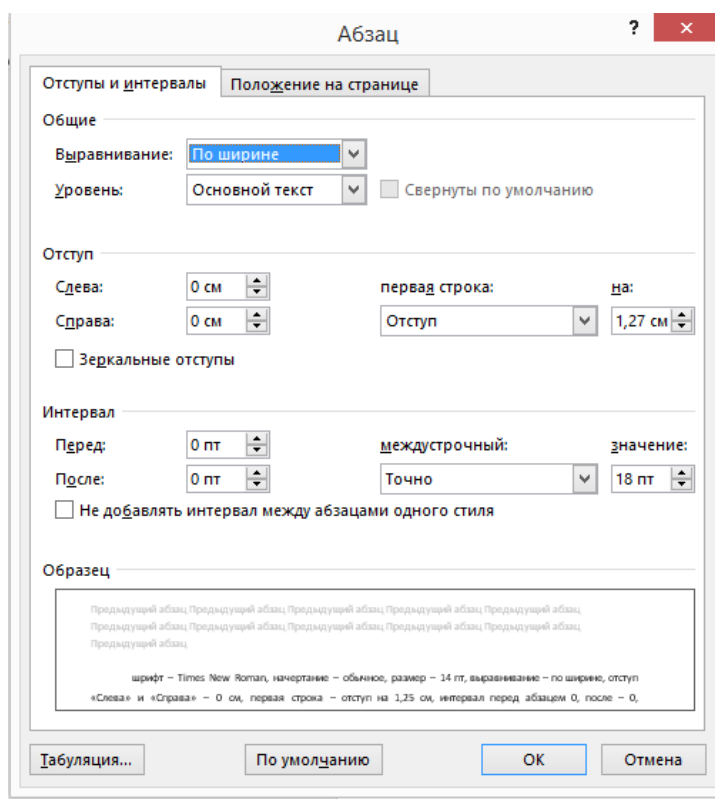 Абзац ? ×
Отступы и интервалы Положение на странице
Общие
Выравнивание: По ширине
Уровень: Основной текст Свернуты по умолчанию
Отступ
Слева: 0 см первая строка: на:
Справа: 0 см Отступ 1,27 см
Зеркальные отступы
Интервал
Перед: 0 пт междустрочный: значение:
После: 0 пт Точно 18 пт
Не добавлять интервал между абзацами одного стиля
Образец
Предыдущий абзац Предыдущий абзац Предыдущий абзац Предыдущий абзац Предыдущий абзац
Предыдущий абзац Предыдущий абзац Предыдущий абзац Предыдущий абзац Предыдущий абзац
Предыдущий абзац
шрифт – Times New Roman, начертание – обычное, размер – 14 пт, выравнивание – по ширине, отступ
«Слева» и «Справа» – 0 см, первая строка – отступ на 1,25 см, интервал перед абзацем 0, после – 0,
Табуляция... По умолчанию ОК Отмена